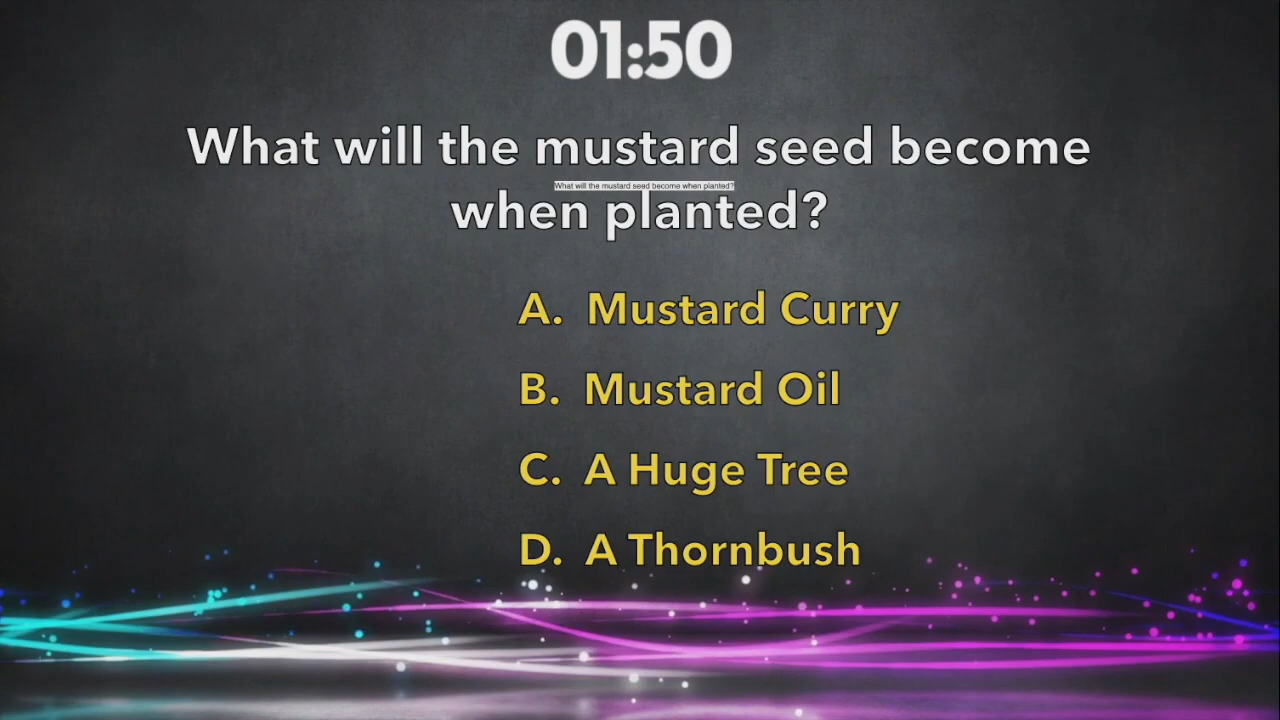 01:50
What will the mustard seed become
What will the mustard seed become when planted?
when planted?
A. Mustard Curry
B. Mustard Oil
C. A Huge Tree
D. A Thornbush